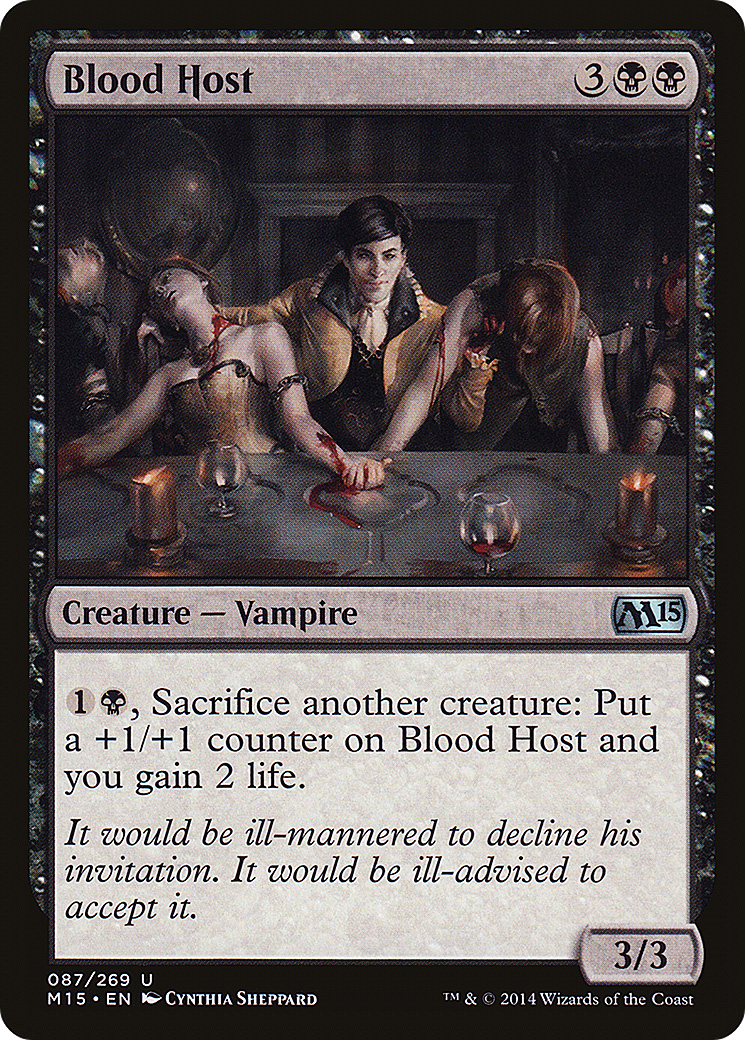 Blood Host 3
Creature — Vampire M15
1, Sacrifice another creature: Put
a +1/+1 counter on Blood Host and
you gain 2 life.
It would be ill-mannered to decline his
invitation. It would be ill-advised to
accept it.
3/3
087/269 U
M15 • EN Cynthia Sheppard ™ & © 2014 Wizards of the Coast